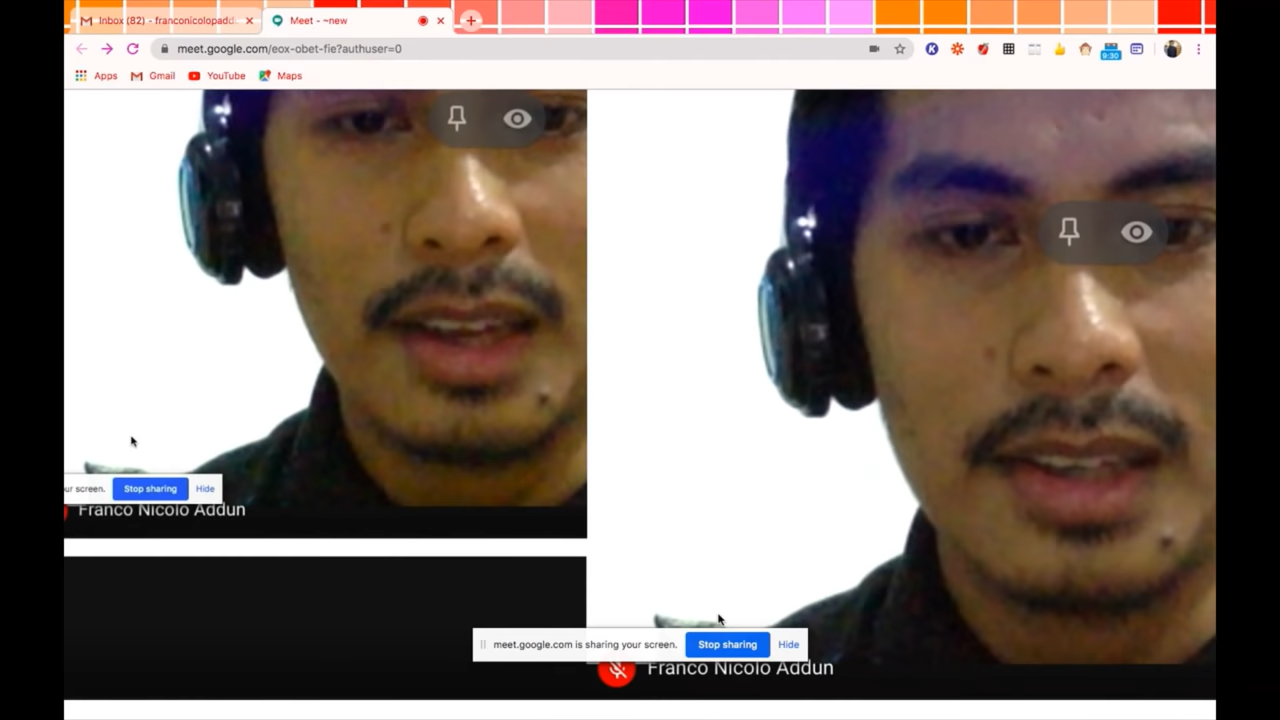 Inbox (82) - franconicolopadd
Meet - ~new
meet.google.com/eox-obet-fie?authuser=0
9:30
Apps
Gmail
YouTube
Maps
ur screen.
Stop sharing
Hide
Franco Nicolo Addun
meet.google.com is sharing your screen.
Stop sharing
Hide
Franco Nicolo Addun